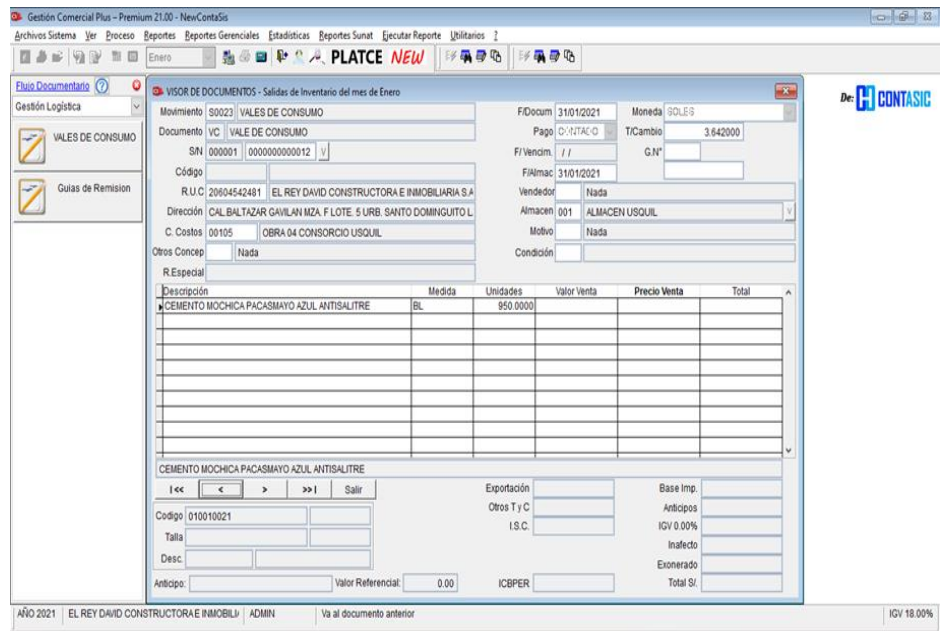 Gestión Comercial Plus – Premium 21.00 - NewContaSis
Archivos Sistema Ver Proceso Reportes Reportes Gerenciales Estadísticas Reportes Sunat Ejecutar Reporte Utilitarios ?
Enero PLATCE NEW
Flujo Documentario ?
Gestión Logística
VALES DE CONSUMO
Guias de Remision
De: CONTASIC
VISOR DE DOCUMENTOS - Salidas de Inventario del mes de Enero
Movimiento S0023 VALES DE CONSUMO F/Docum 31/01/2021 Moneda SOLES
Documento VC VALE DE CONSUMO Pago CONTADO T/Cambio 3.642000
S/N 000001 0000000000012 V F/Vencim. / / G.N°
Código F/Almac 31/01/2021
R.U.C 20604542481 EL REY DAVID CONSTRUCTORA E INMOBILIARIA S.A Vendedor Nada
Dirección CAL.BALTAZAR GAVILAN MZA. F LOTE. 5 URB. SANTO DOMINGUITO L Almacen 001 ALMACEN USQUIL V
C. Costos 00105 OBRA 04 CONSORCIO USQUIL Motivo Nada
Otros Concep Nada Condición
R.Especial
Descripción Medida Unidades Valor Venta Precio Venta Total
CEMENTO MOCHICA PACASMAYO AZUL ANTISALITRE BL 950.0000
CEMENTO MOCHICA PACASMAYO AZUL ANTISALITRE
|<< < > >>| Salir Exportación Base Imp.
Codigo 010010021 Otros T y C Anticipos
Talla I.S.C. IGV 0.00%
Desc. Inafecto
Exonerado
Anticipo: Valor Referencial: 0.00 ICBPER Total S/.
AÑO 2021 EL REY DAVID CONSTRUCTORA E INMOBILI ADMIN Va al documento anterior IGV 18.00%